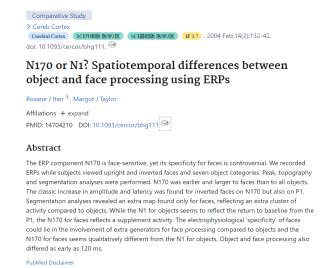 Comparative Study
> Cereb Cortex
Cerebral Cortex SCI升级版 医学2区 SCI基础版 医学2区 IF 3.7 . 2004 Feb;14(2):132-42.
doi: 10.1093/cercor/bhg111.
N170 or N1? Spatiotemporal differences between
object and face processing using ERPs
Roxane J Itier 1, Margot J Taylor
Affiliations + expand
PMID: 14704210 DOI: 10.1093/cercor/bhg111
Abstract
The ERP component N170 is face-sensitive, yet its specificity for faces is controversial. We recorded
ERPs while subjects viewed upright and inverted faces and seven object categories. Peak, topography
and segmentation analyses were performed. N170 was earlier and larger to faces than to all objects.
The classic increase in amplitude and latency was found for inverted faces on N170 but also on P1.
Segmentation analyses revealed an extra map found only for faces, reflecting an extra cluster of
activity compared to objects. While the N1 for objects seems to reflect the return to baseline from the
P1, the N170 for faces reflects a supplement activity. The electrophysiological 'specificity' of faces
could lie in the involvement of extra generators for face processing compared to objects and the
N170 for faces seems qualitatively different from the N1 for objects. Object and face processing also
differed as early as 120 ms.
PubMed Disclaimer